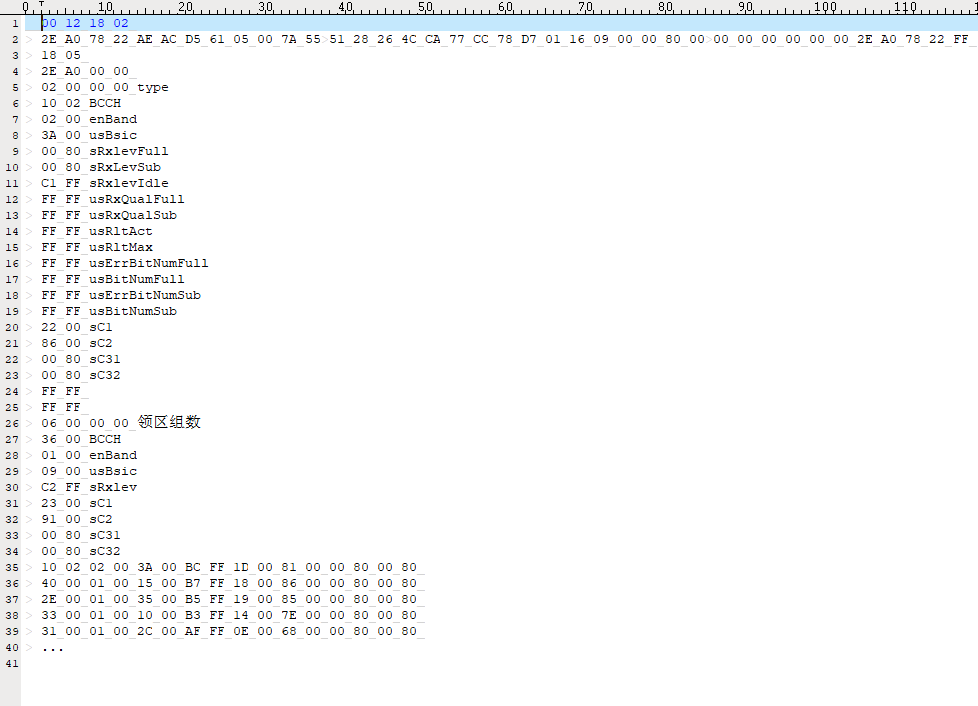 0 10 20 30 40 50 60 70 80 90 100 110 1
1 00 12 18 02
2 2E A0 78 22 AE AC D5 61 05 00 7A 55 51 28 26 4C CA 77 CC 78 D7 01 16 09 00 00 80 00 00 00 00 00 00 00 2E A0 78 22 FF
3 18 05
4 2E A0 00 00
5 02 00 00 00 type
6 10 02 BCCH
7 02 00 enBand
8 3A 00 usBsic
9 00 80 sRxlevFull
10 00 80 sRxLevSub
11 C1 FF sRxlevIdle
12 FF FF usRxQualFull
13 FF FF usRxQualSub
14 FF FF usRltAct
15 FF FF usRltMax
16 FF FF usErrBitNumFull
17 FF FF usBitNumFull
18 FF FF usErrBitNumSub
19 FF FF usBitNumSub
20 22 00 sC1
21 86 00 sC2
22 00 80 sC31
23 00 80 sC32
24 FF FF
25 FF FF
26 06 00 00 00 领区组数
27 36 00 BCCH
28 01 00 enBand
29 09 00 usBsic
30 C2 FF sRxlev
31 23 00 sC1
32 91 00 sC2
33 00 80 sC31
34 00 80 sC32
35 10 02 02 00 3A 00 BC FF 1D 00 81 00 00 80 00 80
36 40 00 01 00 15 00 B7 FF 18 00 86 00 00 80 00 80
37 2E 00 01 00 35 00 B5 FF 19 00 85 00 00 80 00 80
38 33 00 01 00 10 00 B3 FF 14 00 7E 00 00 80 00 80
39 31 00 01 00 2C 00 AF FF 0E 00 68 00 00 80 00 80
40 ...
41